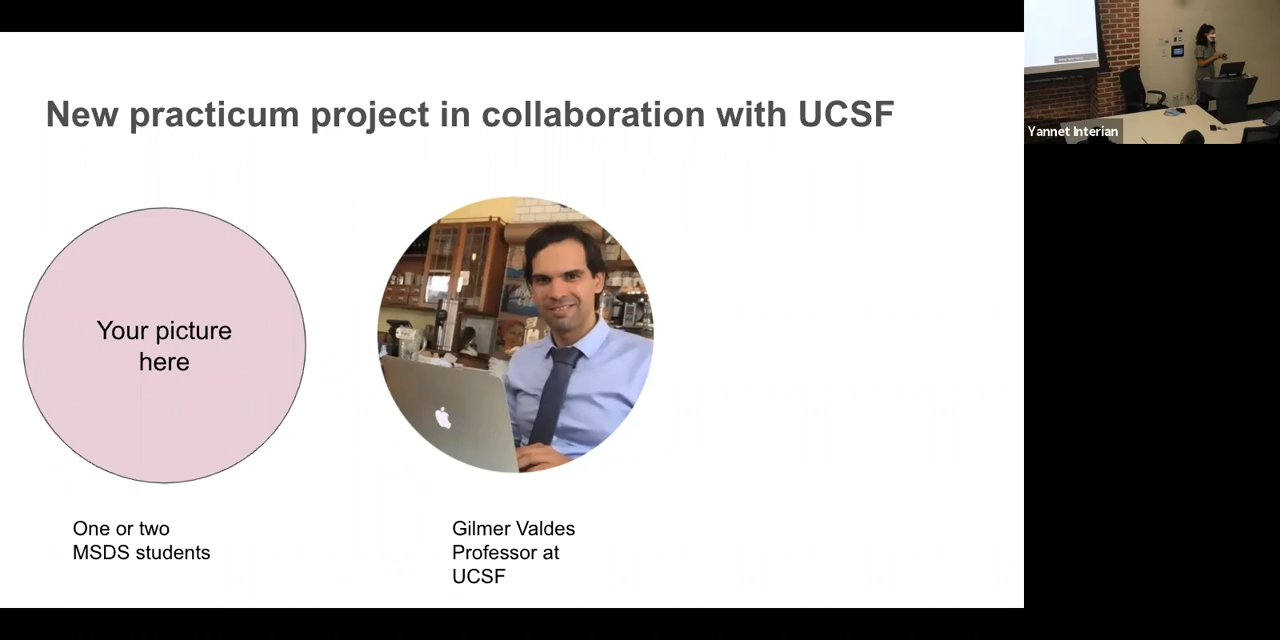 New practicum project in collaboration with UCSF
Your picture
here
One or two
MSDS students
Gilmer Valdes
Professor at
UCSF
Yannet Interian